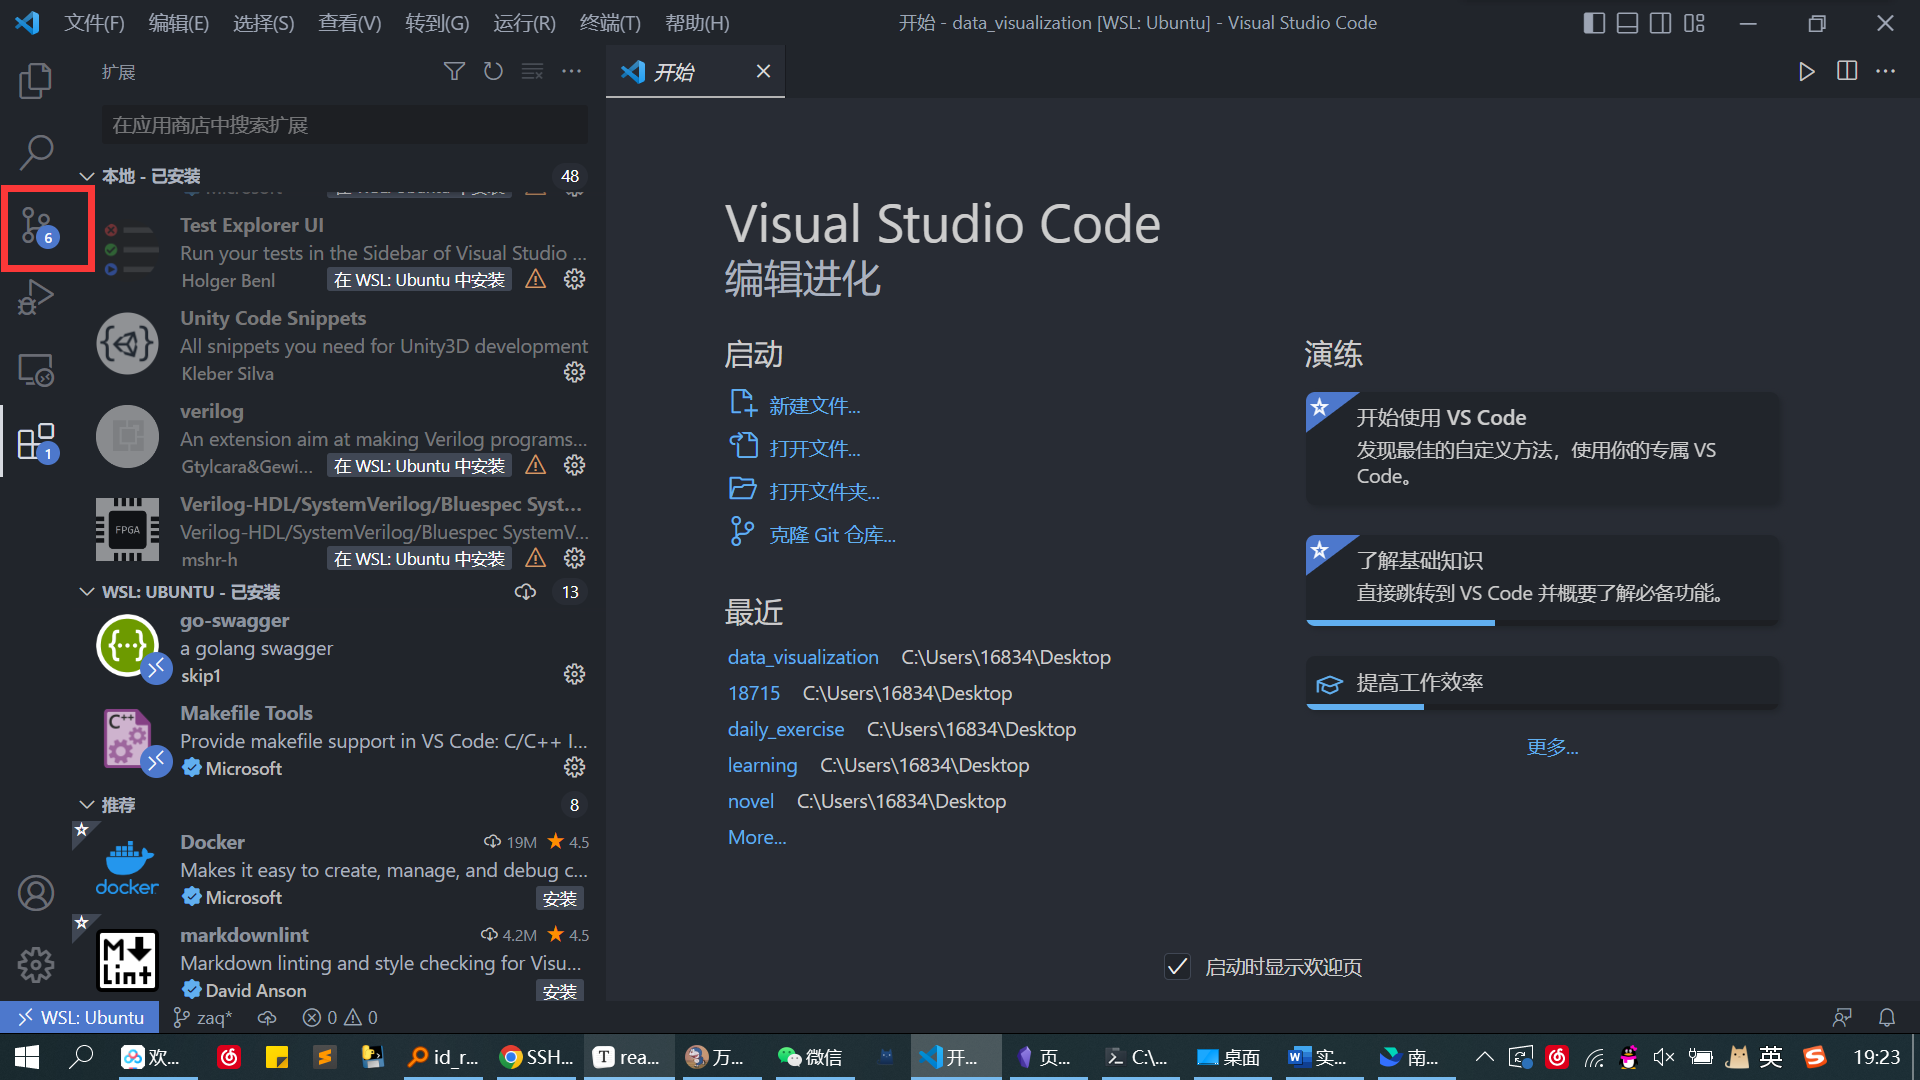 文件(F) 编辑(E) 选择(S) 查看(V) 转到(G) 运行(R) 终端(T) 帮助(H)
开始 - data_visualization [WSL: Ubuntu] - Visual Studio Code
扩展
开始
在应用商店中搜索扩展
本地 - 已安装 48
6
Test Explorer UI
Run your tests in the Sidebar of Visual Studio ...
Holger Benl 在 WSL: Ubuntu 中安装
Unity Code Snippets
All snippets you need for Unity3D development
Kleber Silva
verilog
An extension aim at making Verilog programs...
Gtylcara&Gewi... 在 WSL: Ubuntu 中安装
1
Verilog-HDL/SystemVerilog/Bluespec Syst...
FPGA
Verilog-HDL/SystemVerilog/Bluespec SystemV...
mshr-h 在 WSL: Ubuntu 中安装
WSL: UBUNTU - 已安装 13
go-swagger
a golang swagger
skip1
Makefile Tools
C++
Provide makefile support in VS Code: C/C++ I...
Microsoft
推荐 8
Docker 19M 4.5
Makes it easy to create, manage, and debug c...
docker
Microsoft 安装
markdownlint 4.2M 4.5
M Lint
Markdown linting and style checking for Visu...
David Anson 安装
Visual Studio Code
编辑进化
启动
新建文件...
打开文件...
打开文件夹...
克隆 Git 仓库...
最近
data_visualization C:\Users\16834\Desktop
18715 C:\Users\16834\Desktop
daily_exercise C:\Users\16834\Desktop
learning C:\Users\16834\Desktop
novel C:\Users\16834\Desktop
More...
演练
开始使用 VS Code
发现最佳的自定义方法，使用你的专属 VS
Code。
了解基础知识
直接跳转到 VS Code 并概要了解必备功能。
提高工作效率
更多...
启动时显示欢迎页
WSL: Ubuntu zaq* 0 0
欢... id_r... SSH... T rea... 万... 微信 开... 页... C:\... 桌面 W 实... 南... 英 S 19:23